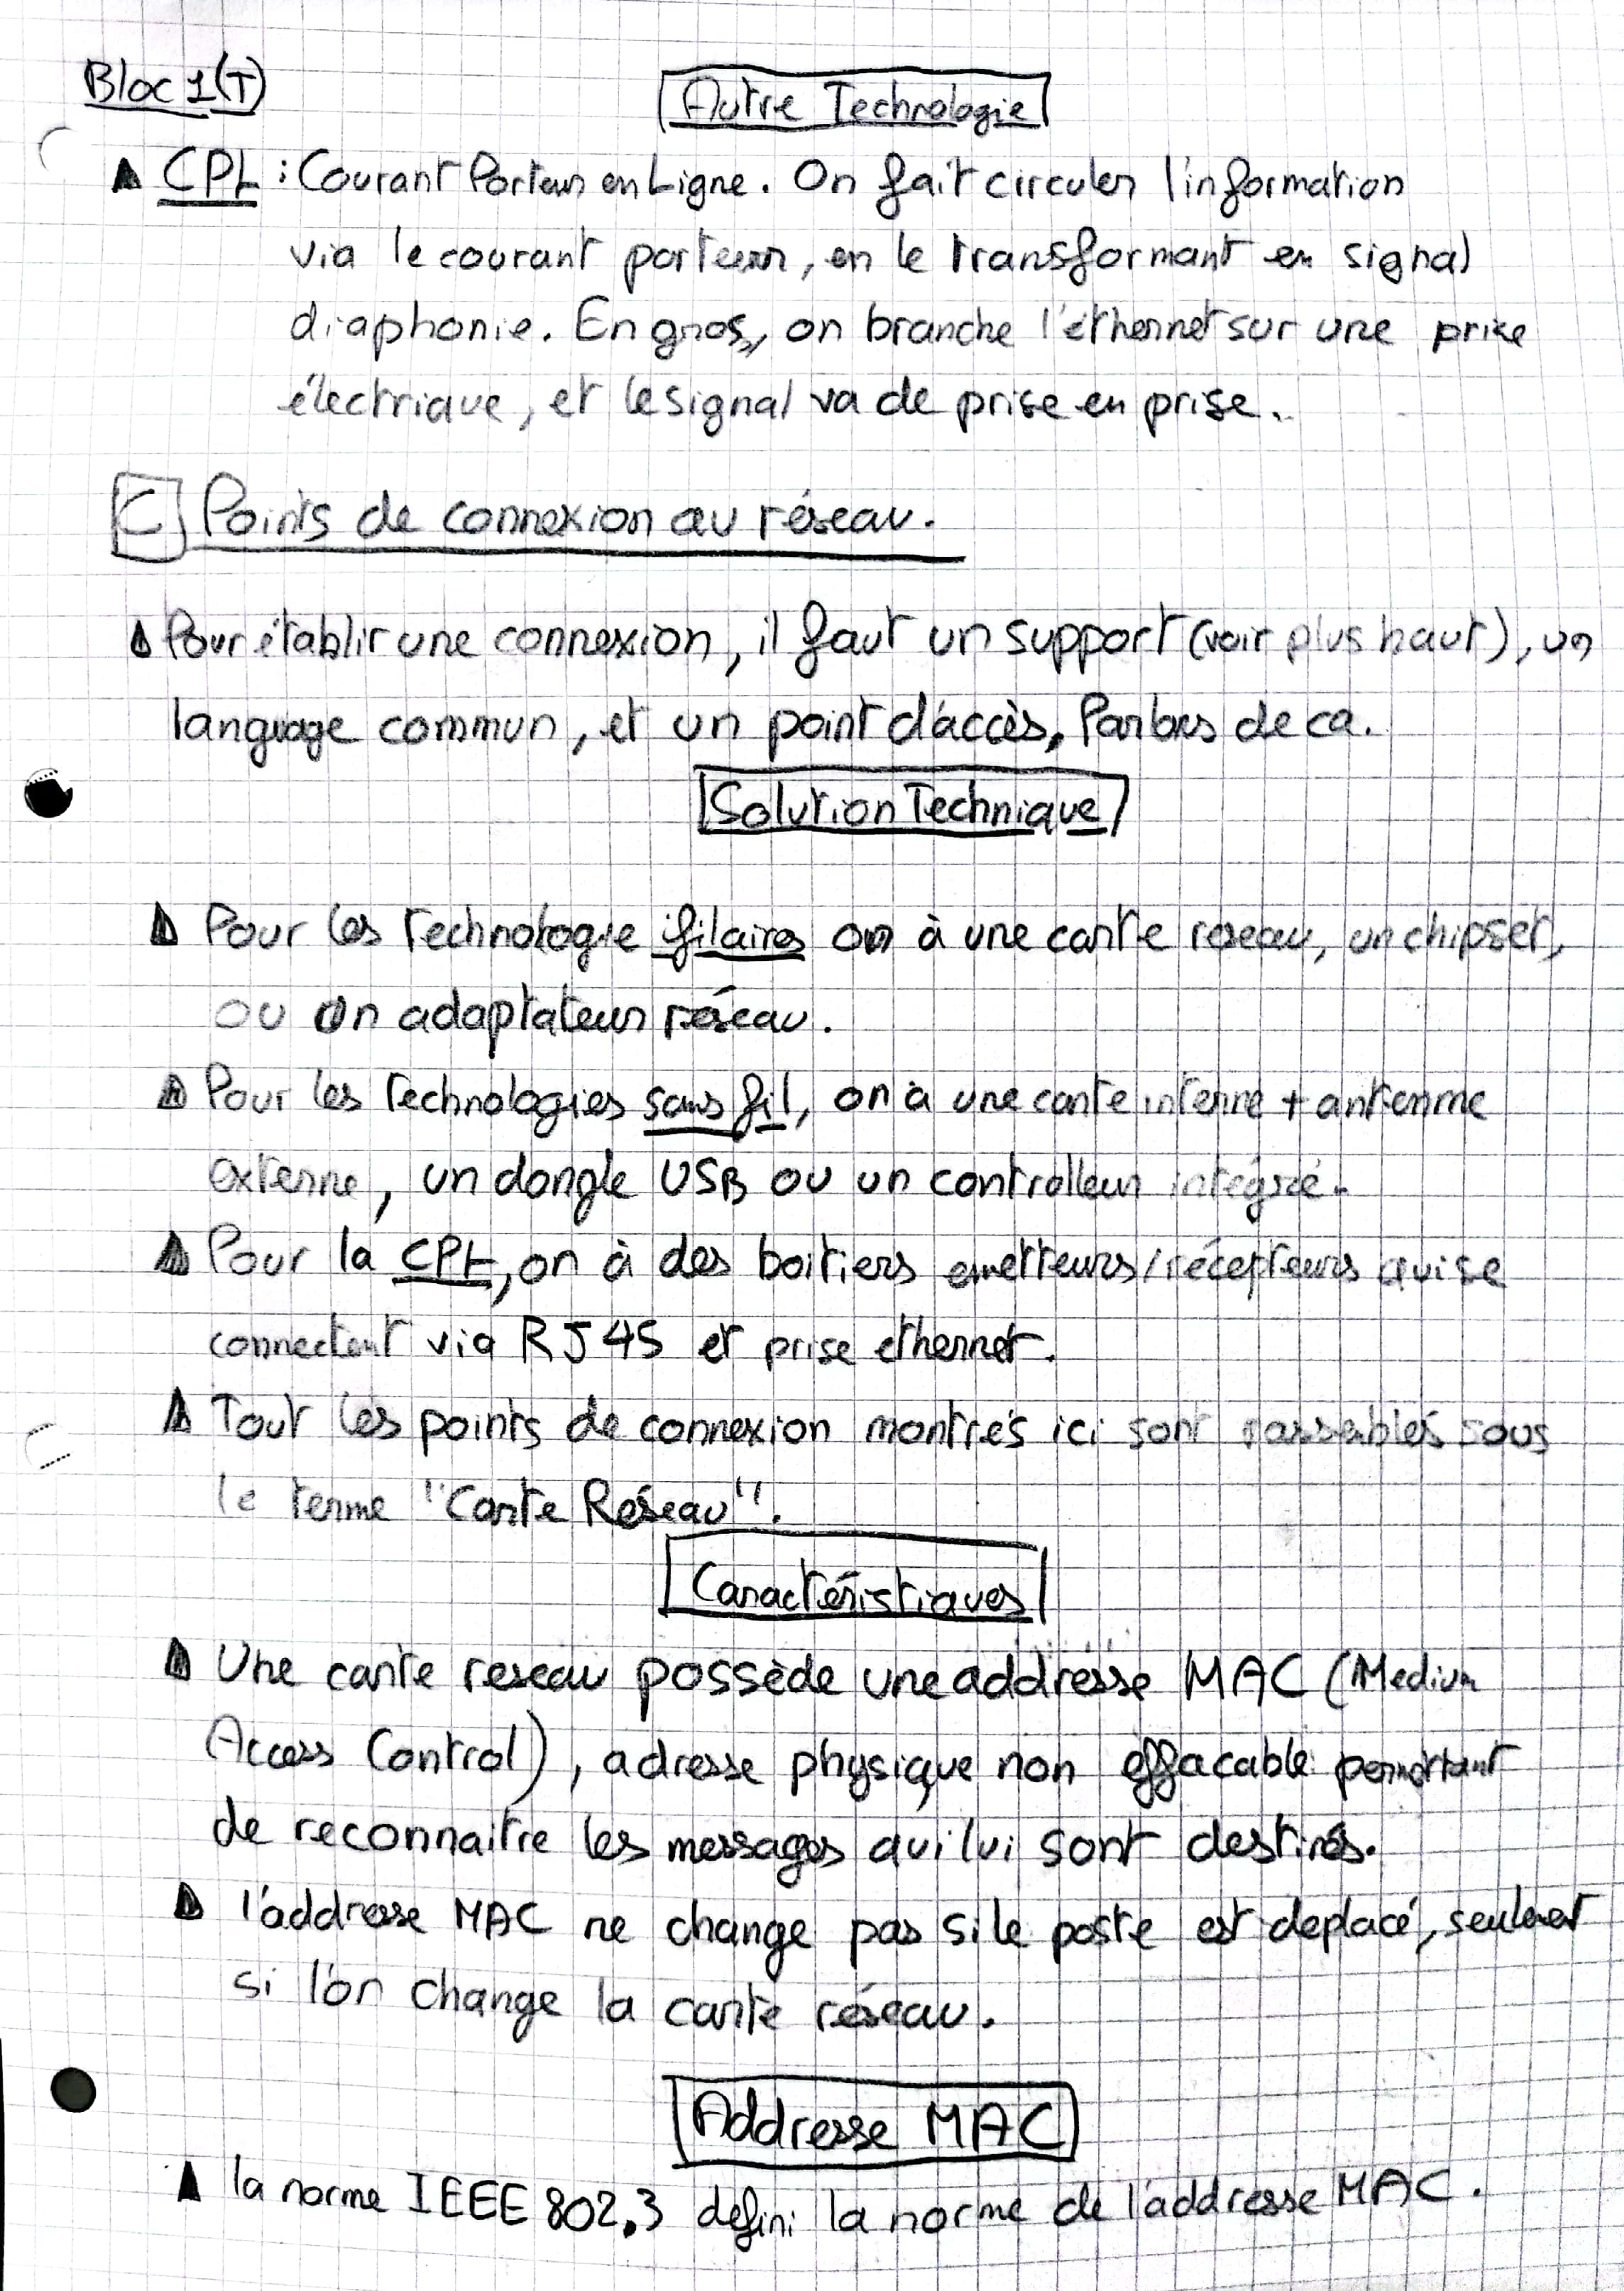 Bloc 1(T)
Autre Technologie
CPL : Courant Porteur en Ligne. On fait circuler l'information
via le courant porteur, en le transformant en signal
diaphonie. En gros, on branche l'éthernet sur une prise
électrique, et le signal va de prise en prise.
C Points de connexion au réseau.
Pour établir une connexion, il faut un support (voir plus haut), un
language commun, et un point d'accès. Parlons de ca.
Solution Technique
Pour les technologie filaires on à une carte reseau, un chipset,
ou un adaptateur réseau.
Pour les technologies sans fil, on à une carte interne + antenne
externe, un dongle USB ou un controlleur intégré.
Pour la CPL, on à des boitiers emetteurs/récepteurs qui se
connectent via RJ45 et prise ethernet.
Tout les points de connexion montrés ici sont rassemblés sous
le terme "Carte Réseau".
Caractéristiques
Une carte reseau possède une addresse MAC (Medium
Access Control), adresse physique non effacable permettant
de reconnaitre les messages qui lui sont destinés.
l'addresse MAC ne change pas si le poste est deplacé, seulement
si l'on change la carte réseau.
Addresse MAC
la norme IEEE 802.3 defini la norme de l'addresse MAC.